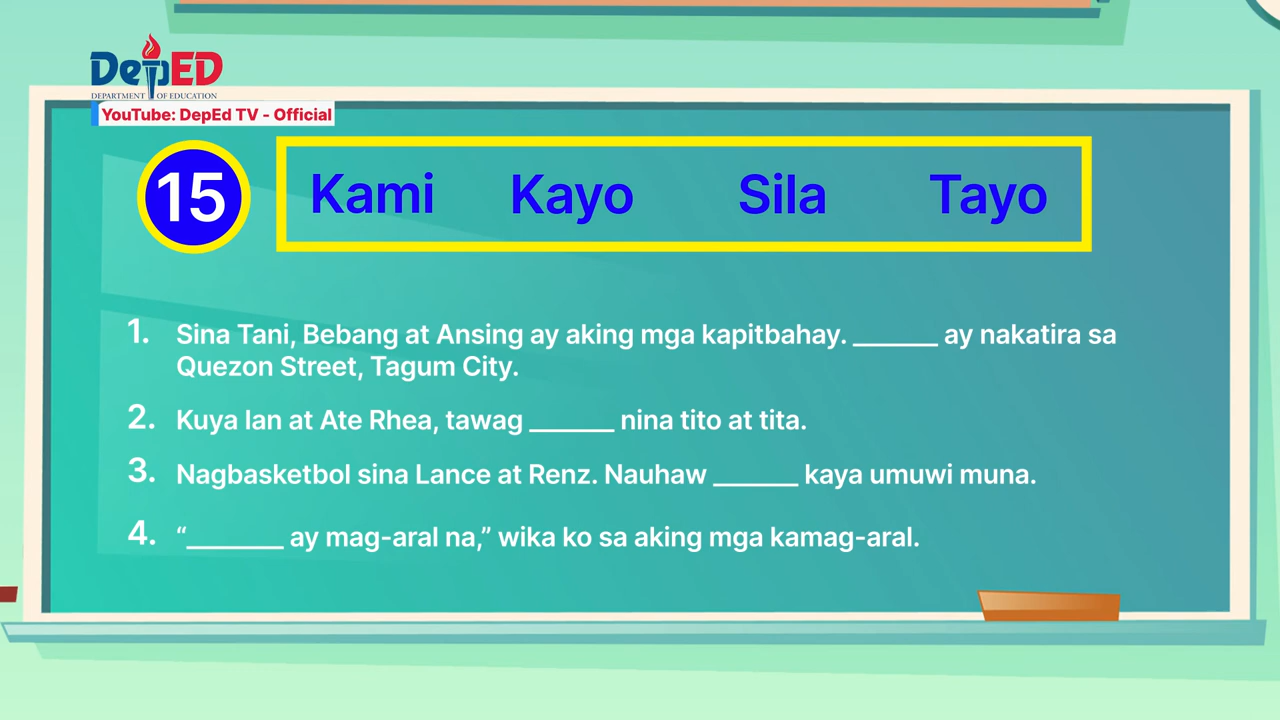 DepED
DEPARTMENT OF EDUCATION
YouTube: DepEd TV - Official
15
Kami Kayo Sila Tayo
1. Sina Tani, Bebang at Ansing ay aking mga kapitbahay. ______ ay nakatira sa
Quezon Street, Tagum City.
2. Kuya Ian at Ate Rhea, tawag ______ nina tito at tita.
3. Nagbasketbol sina Lance at Renz. Nauhaw ______ kaya umuwi muna.
4. “_______ ay mag-aral na,” wika ko sa aking mga kamag-aral.